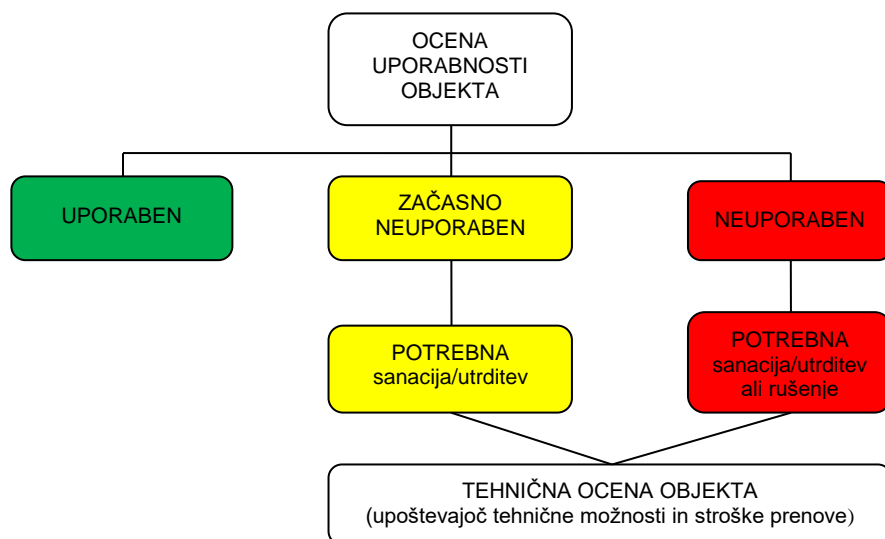 OCENA
UPORABNOSTI
OBJEKTA
UPORABEN
ZAČASNO
NEUPORABEN
NEUPORABEN
POTREBNA
sanacija/utrditev
POTREBNA
sanacija/utrditev
ali rušenje
TEHNIČNA OCENA OBJEKTA
(upoštevajoč tehnične možnosti in stroške prenove)